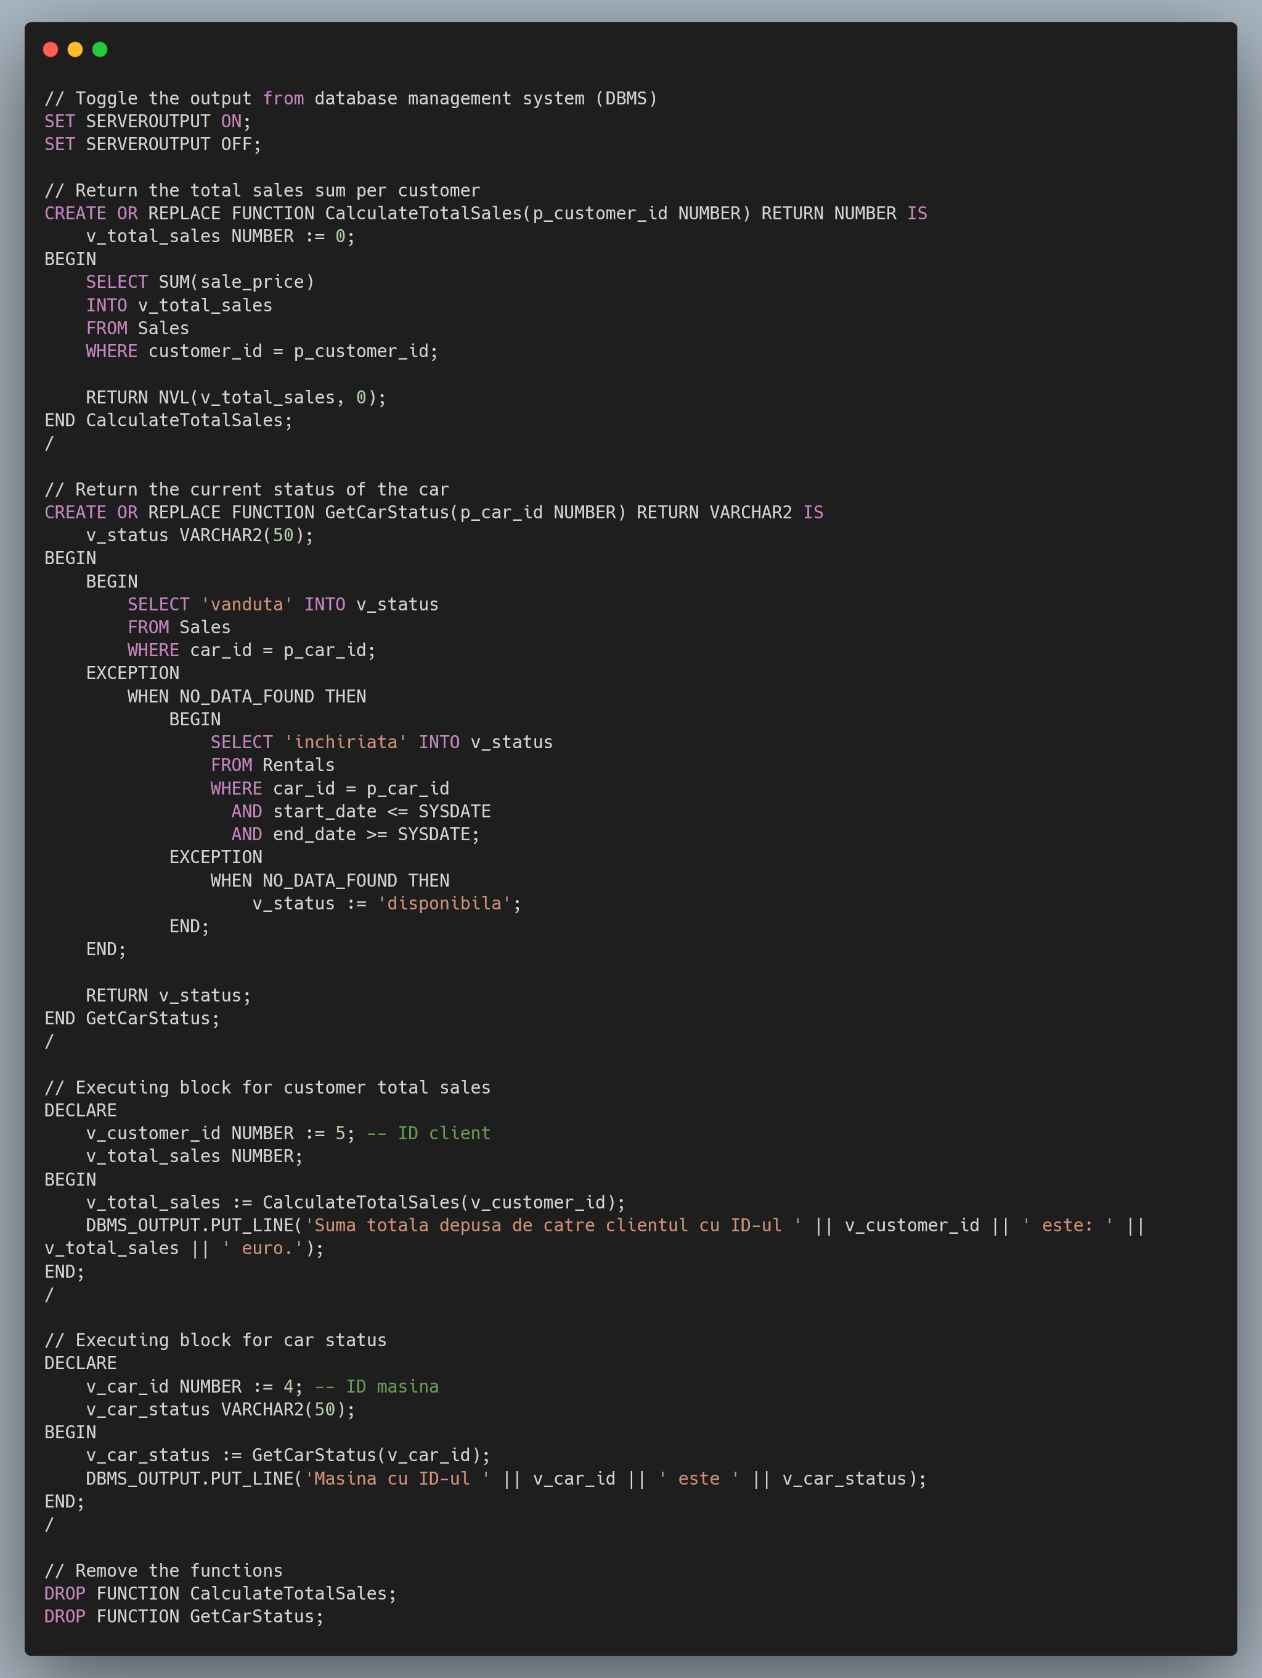 // Toggle the output from database management system (DBMS)
SET SERVEROUTPUT ON;
SET SERVEROUTPUT OFF;

// Return the total sales sum per customer
CREATE OR REPLACE FUNCTION CalculateTotalSales(p_customer_id NUMBER) RETURN NUMBER IS
    v_total_sales NUMBER := 0;
BEGIN
    SELECT SUM(sale_price)
    INTO v_total_sales
    FROM Sales
    WHERE customer_id = p_customer_id;

    RETURN NVL(v_total_sales, 0);
END CalculateTotalSales;
/

// Return the current status of the car
CREATE OR REPLACE FUNCTION GetCarStatus(p_car_id NUMBER) RETURN VARCHAR2 IS
    v_status VARCHAR2(50);
BEGIN
    BEGIN
        SELECT 'vanduta' INTO v_status
        FROM Sales
        WHERE car_id = p_car_id;
    EXCEPTION
        WHEN NO_DATA_FOUND THEN
            BEGIN
                SELECT 'inchiriata' INTO v_status
                FROM Rentals
                WHERE car_id = p_car_id
                  AND start_date <= SYSDATE
                  AND end_date >= SYSDATE;
            EXCEPTION
                WHEN NO_DATA_FOUND THEN
                    v_status := 'disponibila';
            END;
    END;

    RETURN v_status;
END GetCarStatus;
/

// Executing block for customer total sales
DECLARE
    v_customer_id NUMBER := 5; -- ID client
    v_total_sales NUMBER;
BEGIN
    v_total_sales := CalculateTotalSales(v_customer_id);
    DBMS_OUTPUT.PUT_LINE('Suma totala depusa de catre clientul cu ID-ul ' || v_customer_id || ' este: ' ||
v_total_sales || ' euro.');
END;
/

// Executing block for car status
DECLARE
    v_car_id NUMBER := 4; -- ID masina
    v_car_status VARCHAR2(50);
BEGIN
    v_car_status := GetCarStatus(v_car_id);
    DBMS_OUTPUT.PUT_LINE('Masina cu ID-ul ' || v_car_id || ' este ' || v_car_status);
END;
/

// Remove the functions
DROP FUNCTION CalculateTotalSales;
DROP FUNCTION GetCarStatus;